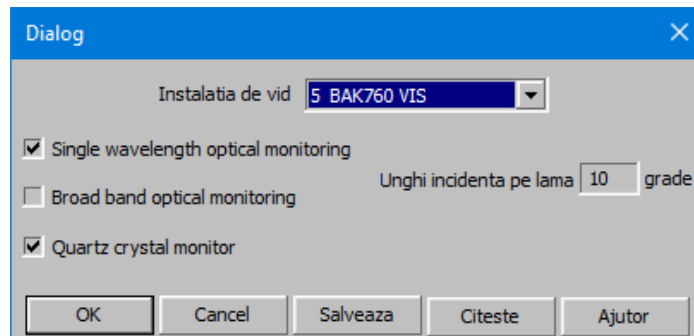 Dialog
Instalatia de vid 5 BAK760 VIS
Single wavelength optical monitoring
Unghi incidenta pe lama 10 grade
Broad band optical monitoring
Quartz crystal monitor
OK Cancel Salveaza Citeste Ajutor